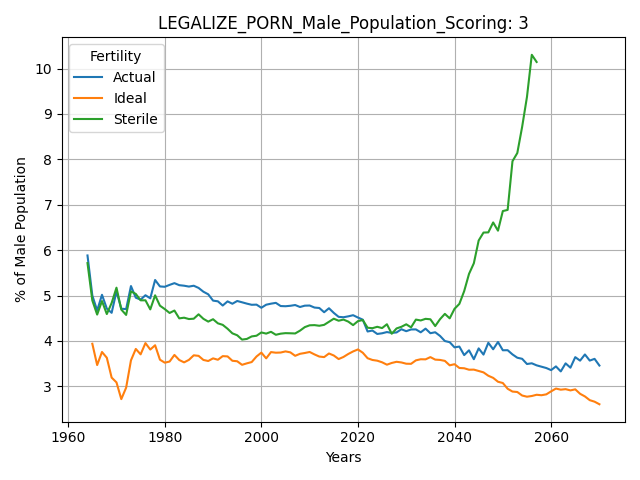 LEGALIZE_PORN_Male_Population_Scoring: 3
Fertility
Actual
Ideal
Sterile
% of Male Population
10
9
8
7
6
5
4
3
1960
1980
2000
2020
2040
2060
Years